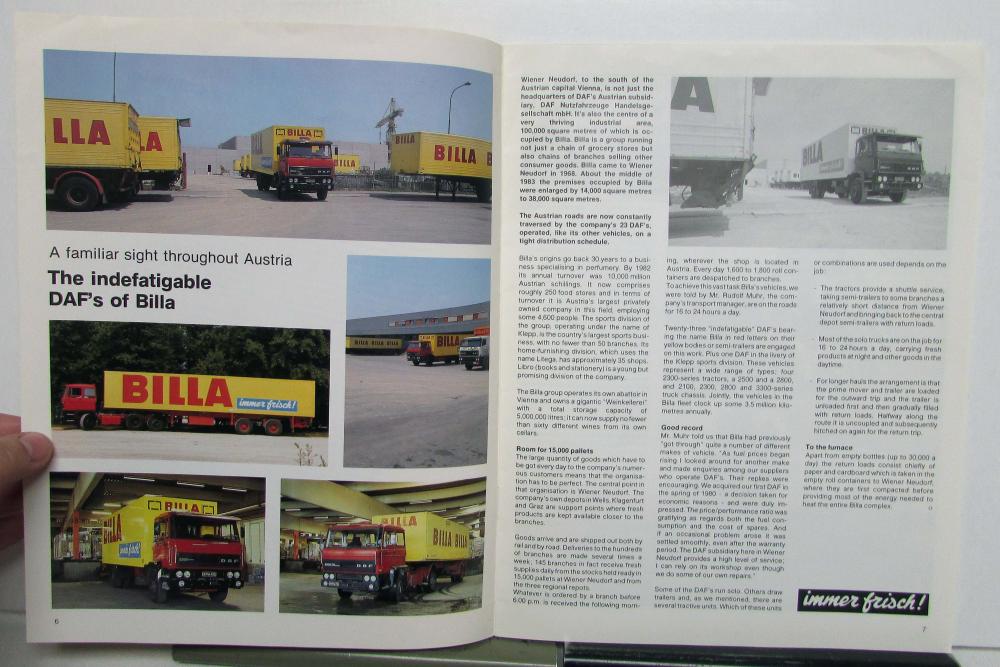 LLA
A
BILLA
BILLA
BILLA
BILLA
B
A familiar sight throughout Austria
The indefatigable
DAF's of Billa
BILLA
immer frisch!
BILLA
immer frisch!
DAF
BILLA
BILLA BILLA
DAF
6
Wiener Neudorf, to the south of the
Austrian capital Vienna, is not just the
headquarters of DAF's Austrian subsid-
iary, DAF Nutzfahrzeuge Handelsge-
sellschaft mbH. It's also the centre of a
very thriving industrial area,
100,000 square metres of which is oc-
cupied by Billa. Billa is a group running
not just a chain of grocery stores but
also chains of branches selling other
consumer goods. Billa came to Wiener
Neudorf in 1968. About the middle of
1983 the premises occupied by Billa
were enlarged by 14,000 square metres
to 38,000 square metres.
The Austrian roads are now constantly
traversed by the company's 23 DAF's,
operated, like its other vehicles, on a
tight distribution schedule.
Billa's origins go back 30 years to a busi-
ness specialising in perfumery. By 1982
its annual turnover was 10,000 million
Austrian schillings. It now comprises
roughly 250 food stores and in terms of
turnover it is Austria's largest privately
owned company in this field, employing
some 4,600 people. The sports division of
the group, operating under the name of
Klepp, is the country's largest sports busi-
ness, with no fewer than 50 branches. Its
home-furnishing division, which uses the
name Litega, has approximately 35 shops.
Libro (books and stationery) is a young but
promising division of the company.
The Billa group operates its own abattoir in
Vienna and owns a gigantic "Weinkellerei"
with a total storage capacity of
5,000,000 litres; it can now supply no fewer
than sixty different wines from its own
cellars.
Room for 15,000 pallets
The large quantity of goods which have to
be got every day to the company's numer-
ous customers means that the organisa-
tion has to be perfect. The central point in
that organisation is Wiener Neudorf. The
company's own depots in Wels, Klagenfurt
and Graz are support points where fresh
products are kept available closer to the
branches.
Goods arrive and are shipped out both by
rail and by road. Deliveries to the hundreds
of branches are made several times a
week; 145 branches in fact receive fresh
supplies daily from the stocks held ready in
15,000 pallets at Wiener Neudorf and from
the three regional depots.
Whatever is ordered by a branch before
6.00 p.m. is received the following morn-
A
BILLA
BILLA
ing, wherever the shop is located in
Austria. Every day 1,600 to 1,800 roll con-
tainers are despatched to branches.
To achieve this vast task Billa's vehicles, we
were told by Mr. Rudolf Muhr, the com-
pany's transport manager, are on the roads
for 16 to 24 hours a day.
Twenty-three "indefatigable" DAF's bear-
ing the name Billa in red letters on their
yellow bodies or semi-trailers are engaged
on this work. Plus one DAF in the livery of
the Klepp sports division. These vehicles
represent a wide range of types: four
2300-series tractors, a 2500 and a 2800,
and 2100, 2300, 2800 and 3300-series
truck chassis. Jointly, the vehicles in the
Billa fleet clock up some 3.5 million kilo-
metres annually.
Good record
Mr. Muhr told us that Billa had previously
"got through" quite a number of different
makes of vehicle. "As fuel prices began
rising I looked around for another make
and made enquiries among our suppliers
who operate DAF's. Their replies were
encouraging. We acquired our first DAF in
the spring of 1980 - a decision taken for
economic reasons - and were duly im-
pressed. The price/performance ratio was
gratifying as regards both the fuel con-
sumption and the cost of spares. And
if an occasional problem arose it was
settled smoothly, even after the warranty
period. The DAF subsidiary here in Wiener
Neudorf provides a high level of service;
I can rely on its workshop even though
we do some of our own repairs."
Some of the DAF's run solo. Others draw
trailers and, as we mentioned, there are
several tractive units. Which of these units
or combinations are used depends on the
job:
- The tractors provide a shuttle service,
taking semi-trailers to some branches a
relatively short distance from Wiener
Neudorf and bringing back to the central
depot semi-trailers with return loads.
- Most of the solo trucks are on the job for
16 to 24 hours a day, carrying fresh
products at night and other goods in the
daytime.
- For longer hauls the arrangement is that
the prime mover and trailer are loaded
for the outward trip and the trailer is
unloaded first and then gradually filled
with return loads. Halfway along the
route it is uncoupled and subsequently
hitched on again for the return trip.
To the furnace
Apart from empty bottles (up to 30,000 a
day) the return loads consist chiefly of
paper and cardboard which is taken in the
empty roll containers to Wiener Neudorf,
where they are first compacted before
providing most of the energy needed to
heat the entire Billa complex.
immer frisch!
7